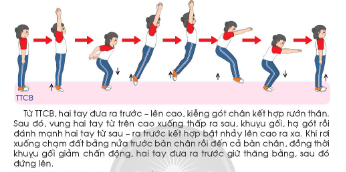 TTCB
Từ TTCB, hai tay đưa ra trước – lên cao, kiễng gót chân kết hợp rướn thân.
Sau đó, vung hai tay từ trên cao xuống thấp ra sau, khuỵu gối, hạ gót rồi
đánh mạnh hai tay từ sau – ra trước kết hợp bật nhảy lên cao ra xa. Khi rơi
xuống chạm đất bằng nửa trước bàn chân rồi đến cả bàn chân, đồng thời
khuỵu gối giảm chấn động, hai tay đưa ra trước giữ thăng bằng, sau đó
đứng lên.